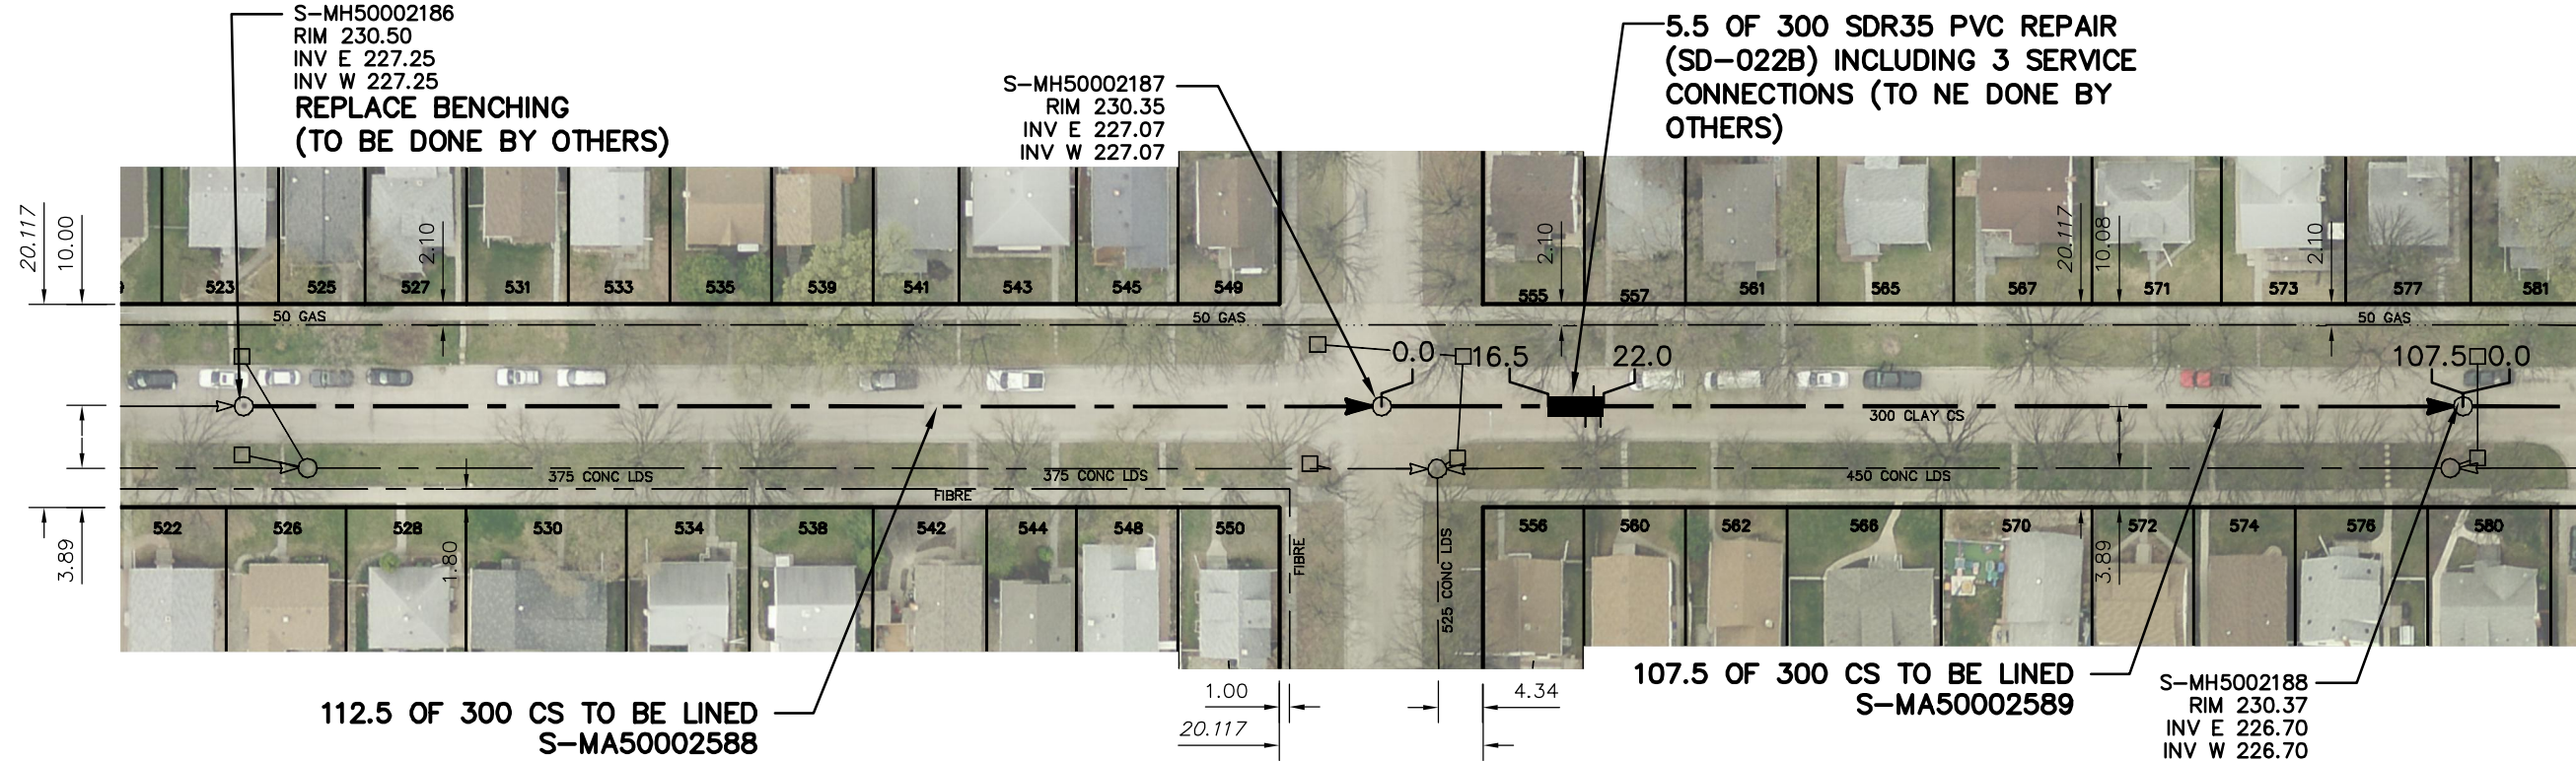 S-MH50002186
RIM 230.50
INV E 227.25
INV W 227.25
REPLACE BENCHING
(TO BE DONE BY OTHERS)
S-MH50002187
RIM 230.35
INV E 227.07
INV W 227.07
5.5 OF 300 SDR35 PVC REPAIR
(SD-022B) INCLUDING 3 SERVICE
CONNECTIONS (TO NE DONE BY
OTHERS)
20.117
10.00
2.10
2.10
20.117
10.08
2.10
523 525 527 531 533 535 539 541 543 545 549 555 557 561 565 567 571 573 577 581
50 GAS 50 GAS 50 GAS
0.0 16.5 22.0 107.5 0.0
300 CLAY CS
375 CONC LDS 375 CONC LDS 450 CONC LDS
FIBRE
522 526 528 530 534 538 542 544 548 550 556 560 562 566 570 572 574 576 580
3.89
1.80
FIBRE
525 CONC LDS
3.89
112.5 OF 300 CS TO BE LINED
S-MA50002588
1.00 4.34
20.117
107.5 OF 300 CS TO BE LINED
S-MA50002589
S-MH5002188
RIM 230.37
INV E 226.70
INV W 226.70